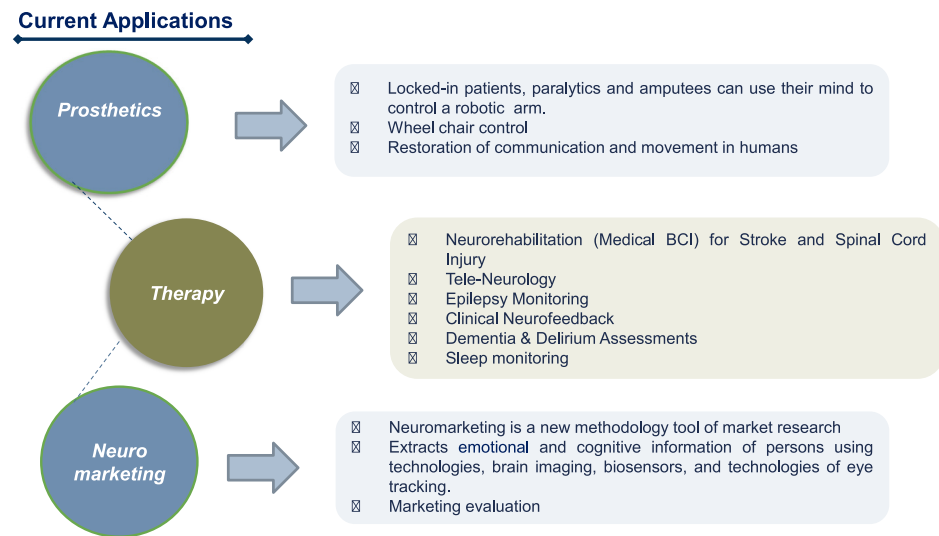 Current Applications
Prosthetics
Locked-in patients, paralytics and amputees can use their mind to
control a robotic arm.
Wheel chair control
Restoration of communication and movement in humans
Therapy
Neurorehabilitation (Medical BCI) for Stroke and Spinal Cord
Injury
Tele-Neurology
Epilepsy Monitoring
Clinical Neurofeedback
Dementia & Delirium Assessments
Sleep monitoring
Neuro
marketing
Neuromarketing is a new methodology tool of market research
Extracts emotional and cognitive information of persons using
technologies, brain imaging, biosensors, and technologies of eye
tracking.
Marketing evaluation